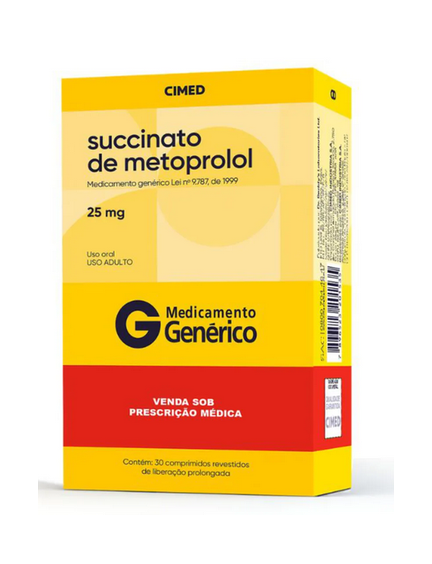 CIMED
succinato
de metoprolol
Medicamento genérico Lei nº 9.787, de 1999
25 mg
Uso oral
USO ADULTO
G Medicamento
Genérico
VENDA SOB
PRESCRIÇÃO MÉDICA
Contém: 30 comprimidos revestidos
de liberação prolongada
CIMED